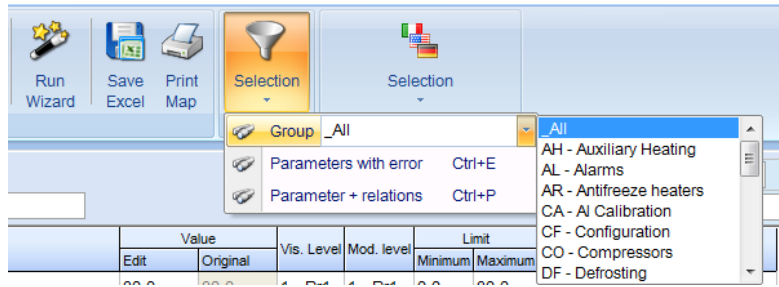 Run Wizard
Save Excel
Print Map
Selection
Selection
Group _All
_All
AH - Auxiliary Heating
Parameters with error Ctrl+E
AL - Alarms
AR - Antifreeze heaters
Parameter + relations Ctrl+P
CA - AI Calibration
CF - Configuration
CO - Compressors
DF - Defrosting
Value
Vis. Level
Mod. level
Limit
Edit
Original
Minimum
Maximum